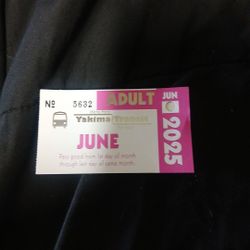 № 5632
ADULT
JUN
Yakima Transit
JUNE
2025
Pass good from 1st day of month
through last day of same month.